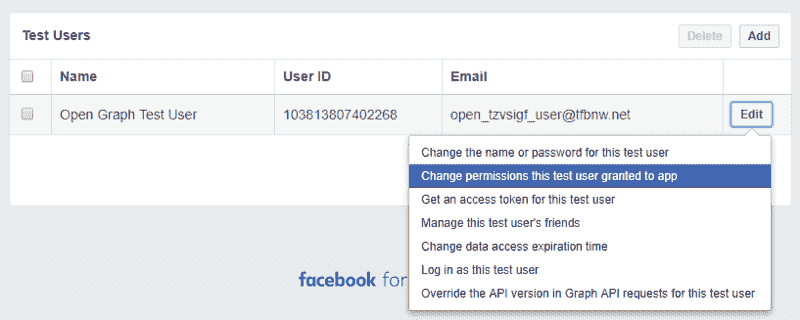 Test Users
Delete Add
Name User ID Email
Open Graph Test User 103813807402268 open_tzvsigf_user@tfbnw.net Edit
Change the name or password for this test user
Change permissions this test user granted to app
Get an access token for this test user
Manage this test user's friends
Change data access expiration time
Log in as this test user
Override the API version in Graph API requests for this test user
facebook for